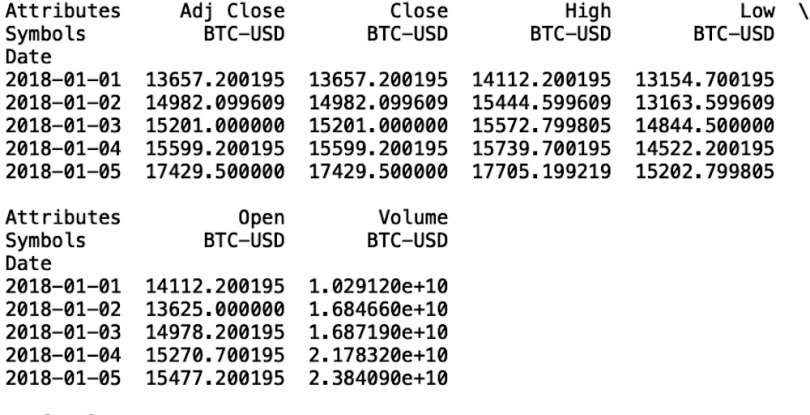 Attributes Adj Close Close High Low \
Symbols BTC-USD BTC-USD BTC-USD BTC-USD
Date
2018-01-01 13657.200195 13657.200195 14112.200195 13154.700195
2018-01-02 14982.099609 14982.099609 15444.599609 13163.599609
2018-01-03 15201.000000 15201.000000 15572.799805 14844.500000
2018-01-04 15599.200195 15599.200195 15739.700195 14522.200195
2018-01-05 17429.500000 17429.500000 17705.199219 15202.799805
Attributes Open Volume
Symbols BTC-USD BTC-USD
Date
2018-01-01 14112.200195 1.029120e+10
2018-01-02 13625.000000 1.684660e+10
2018-01-03 14978.200195 1.687190e+10
2018-01-04 15270.700195 2.178320e+10
2018-01-05 15477.200195 2.384090e+10